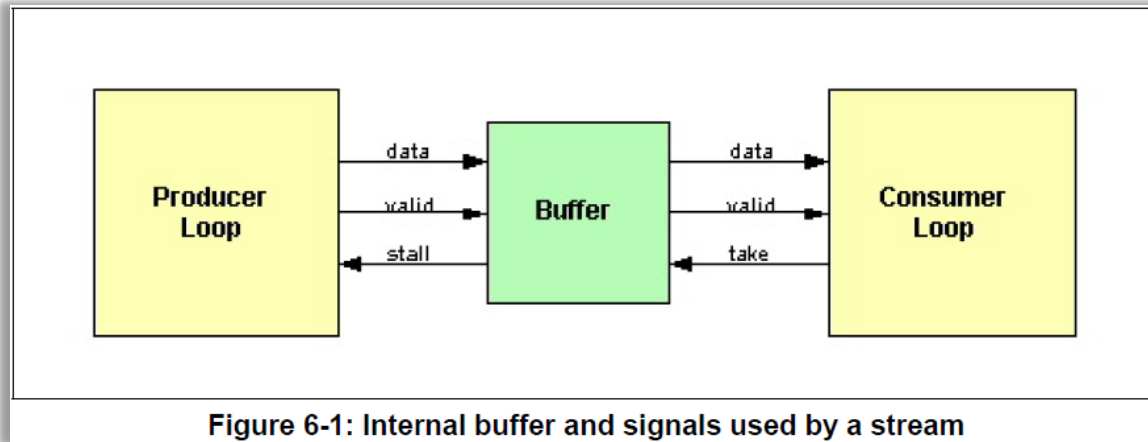 Producer
Loop
data
valid
stall
Buffer
data
valid
take
Consumer
Loop
Figure 6-1: Internal buffer and signals used by a stream